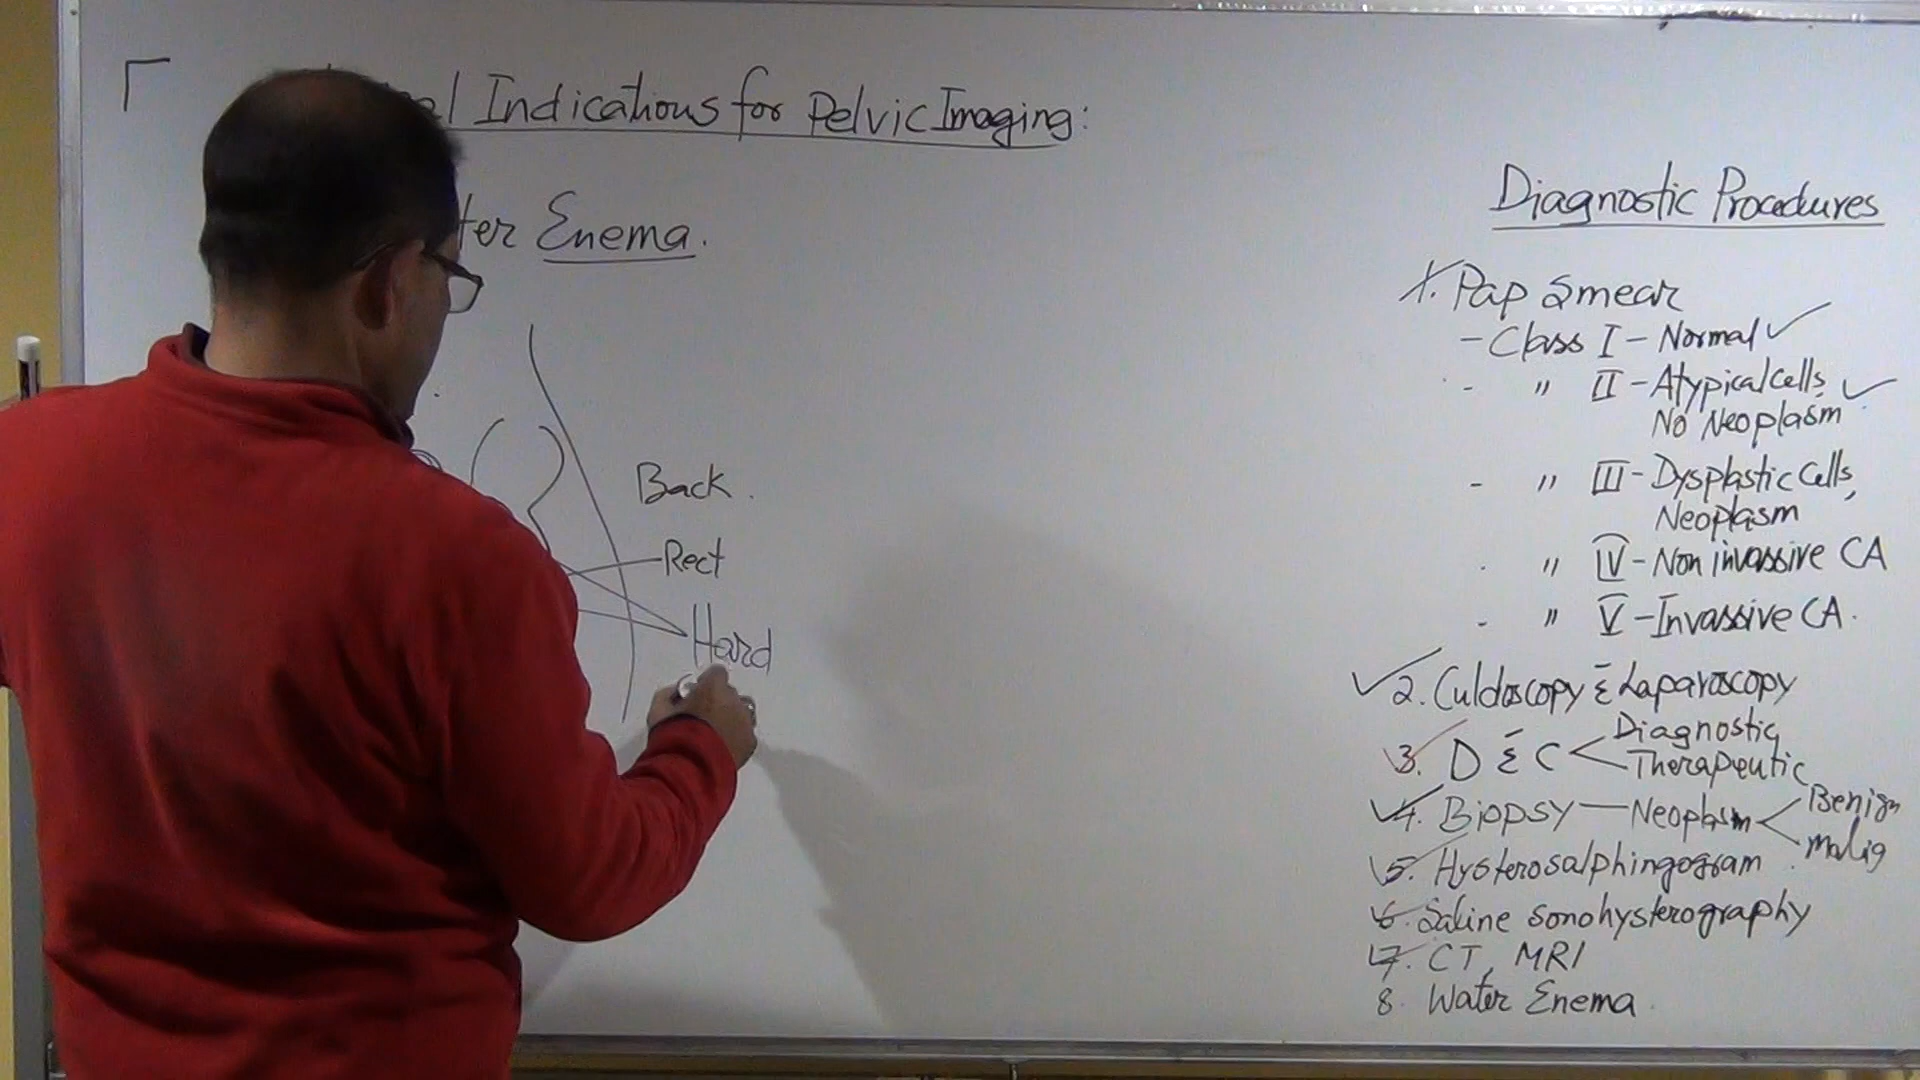 Indications for Pelvic Imaging:
Enema.
Back.
Rect
Hard
Diagnostic Procedures
1. Pap Smear
- Class I - Normal ✓
- " II - Atypical Cells, ✓
No Neoplasm
- " III - Dysplastic Cells,
Neoplasm
- " IV - Non invassive CA
- " V - Invassive CA.
✓ 2. Culdoscopy & Laparoscopy
3. D & C < Diagnostic
Therapeutic
4. Biopsy — Neoplasm < Benign
Malig
5. Hysterosalphingogram
6. Saline Sonohysterography
7. CT, MRI
8. Water Enema.